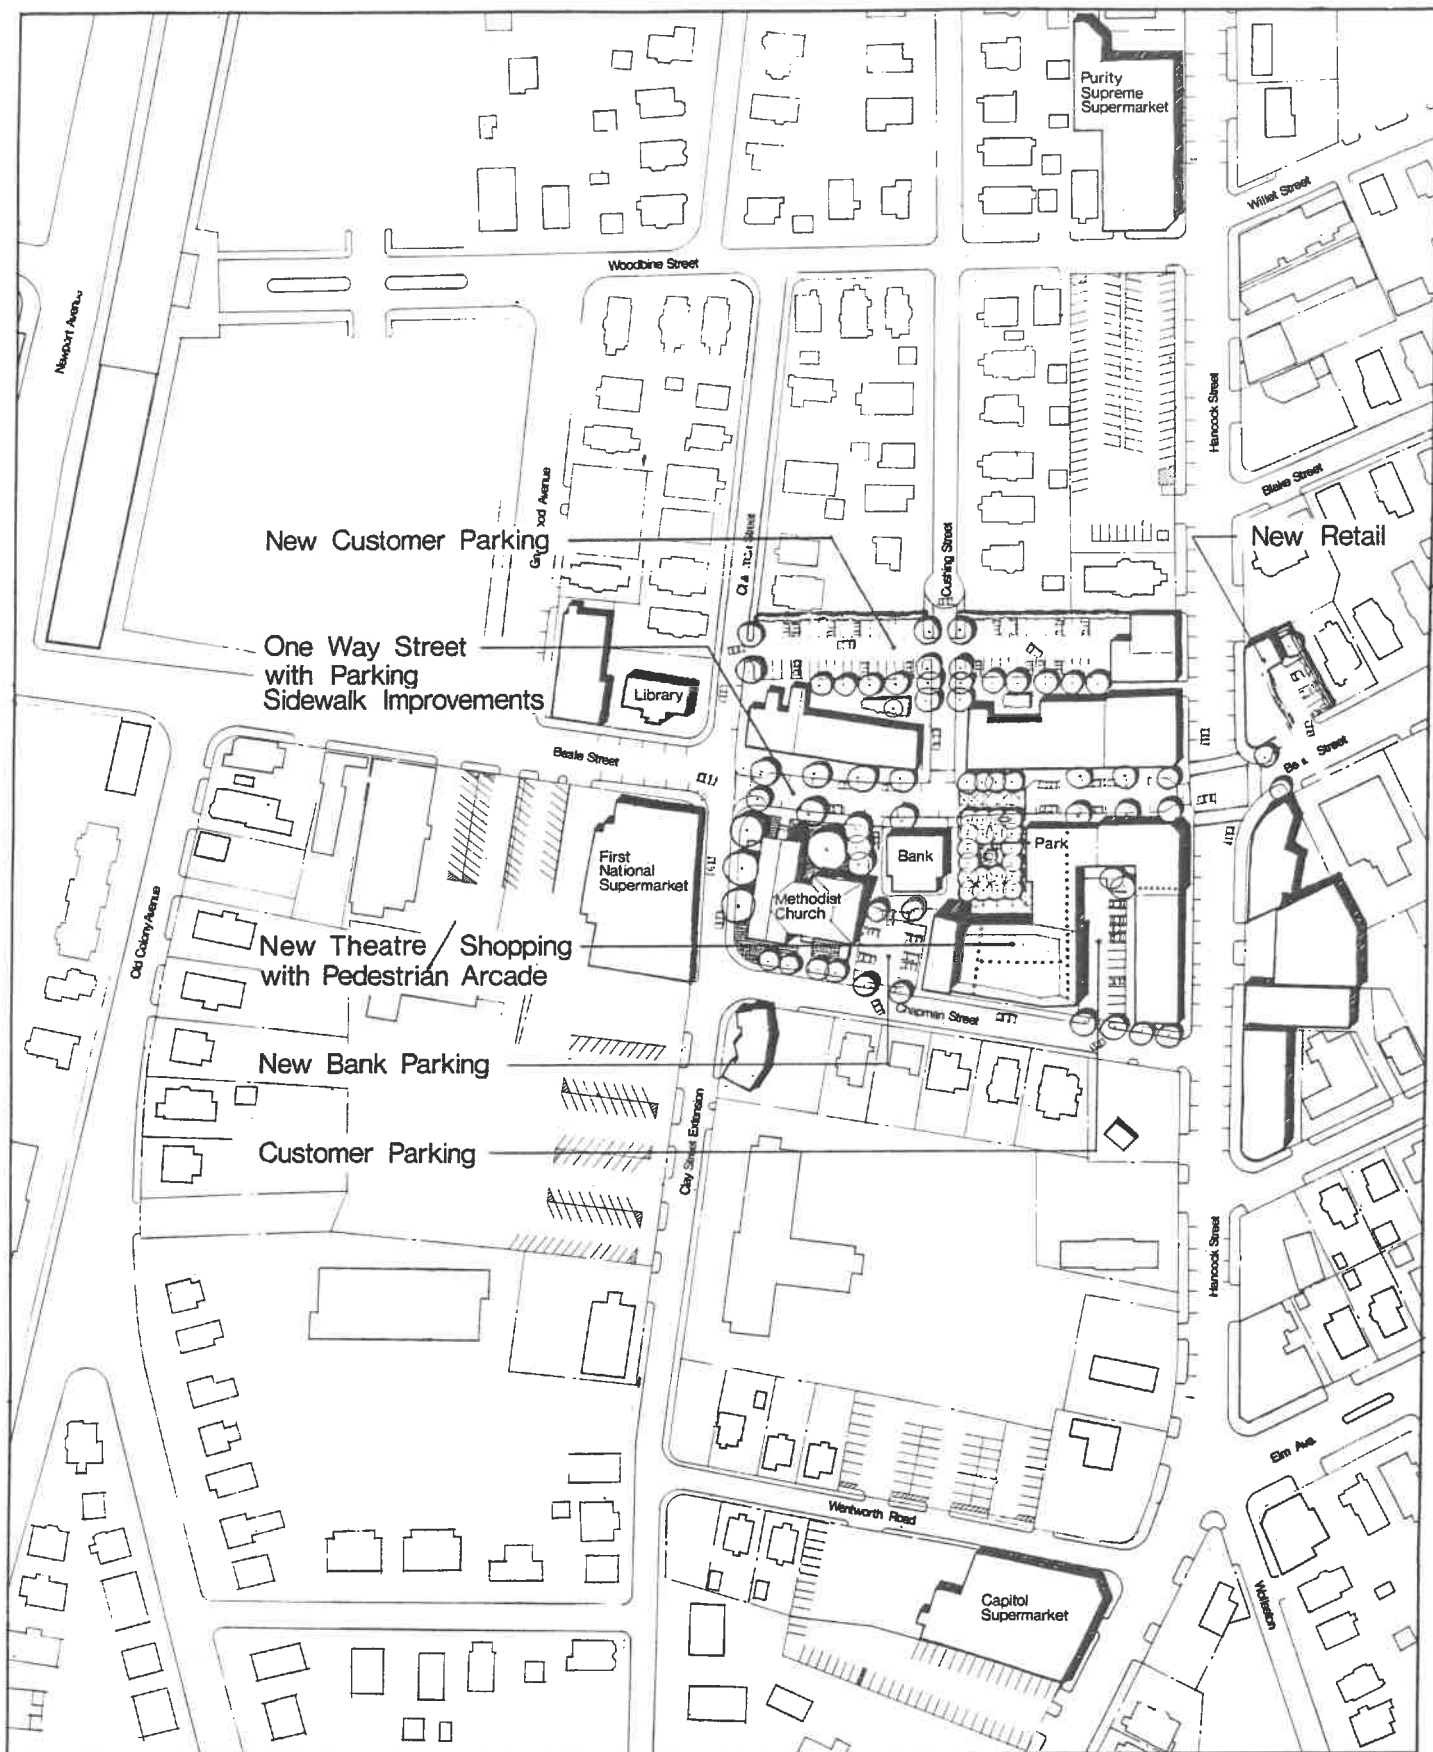 Purity
Supreme
Supermarket
Willet Street
Woodbine Street
Newport Avenue
Hancock Street
Blake Street
New Customer Parking
Cushing Street
New Retail
Avenue
Street
One Way Street
with Parking
Sidewalk Improvements
Library
Beale Street
Street
First
National
Supermarket
Bank
Park
Methodist
Church
Old Colony Avenue
New Theatre / Shopping
with Pedestrian Arcade
Chapman Street
New Bank Parking
Clay Street Extension
Customer Parking
Hancock Street
Elm Ave.
Wentworth Road
Wollaston
Capitol
Supermarket